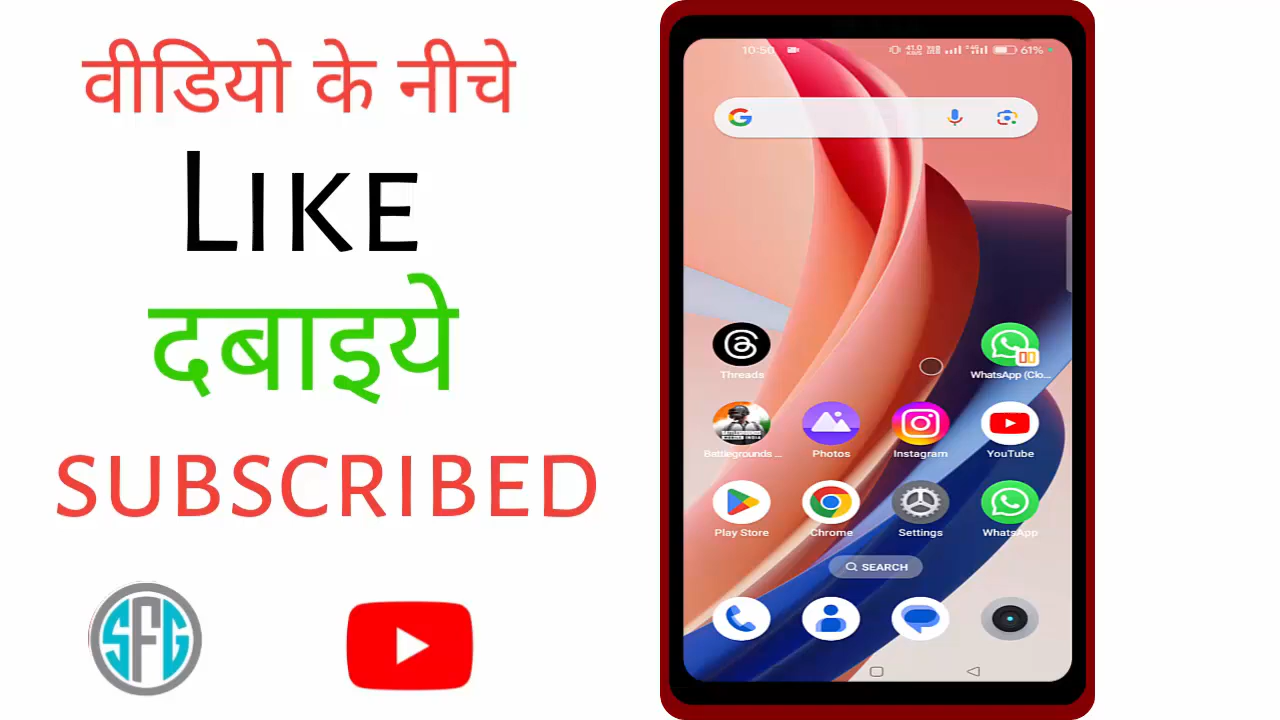 वीडियो के नीचे
LIKE
दबाइये
SUBSCRIBED
SFG
10:50
61%
Threads
WhatsApp (Clo...
Battlegrounds ...
Photos
Instagram
YouTube
Play Store
Chrome
Settings
WhatsApp
SEARCH